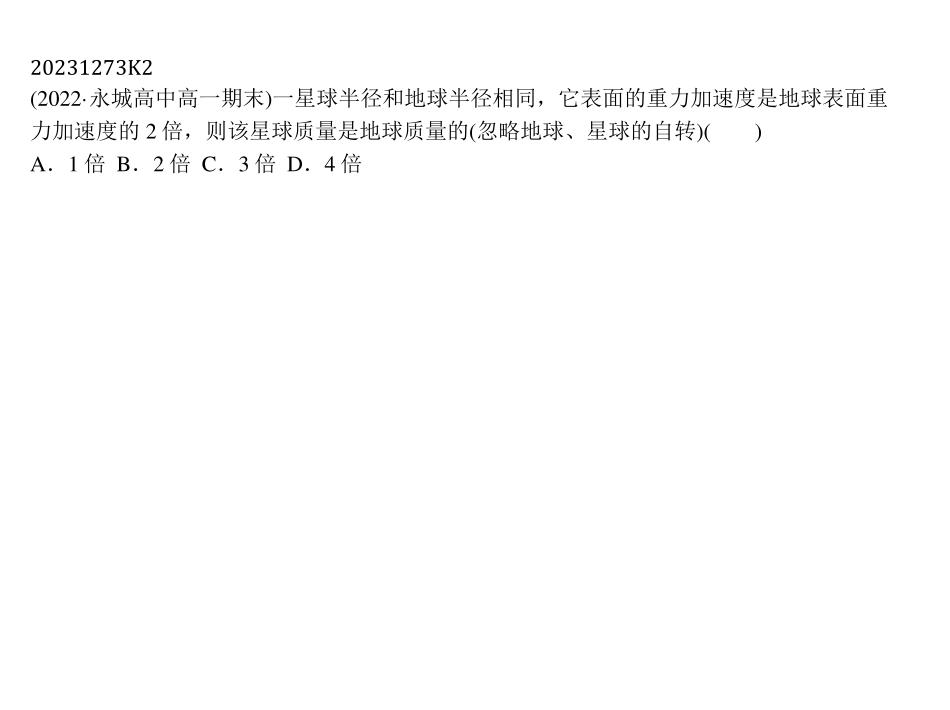 20231273K2
(2022·永城高中高一期末)一星球半径和地球半径相同，它表面的重力加速度是地球表面重
力加速度的 2 倍，则该星球质量是地球质量的(忽略地球、星球的自转)(　　)
A．1 倍 B．2 倍 C．3 倍 D．4 倍